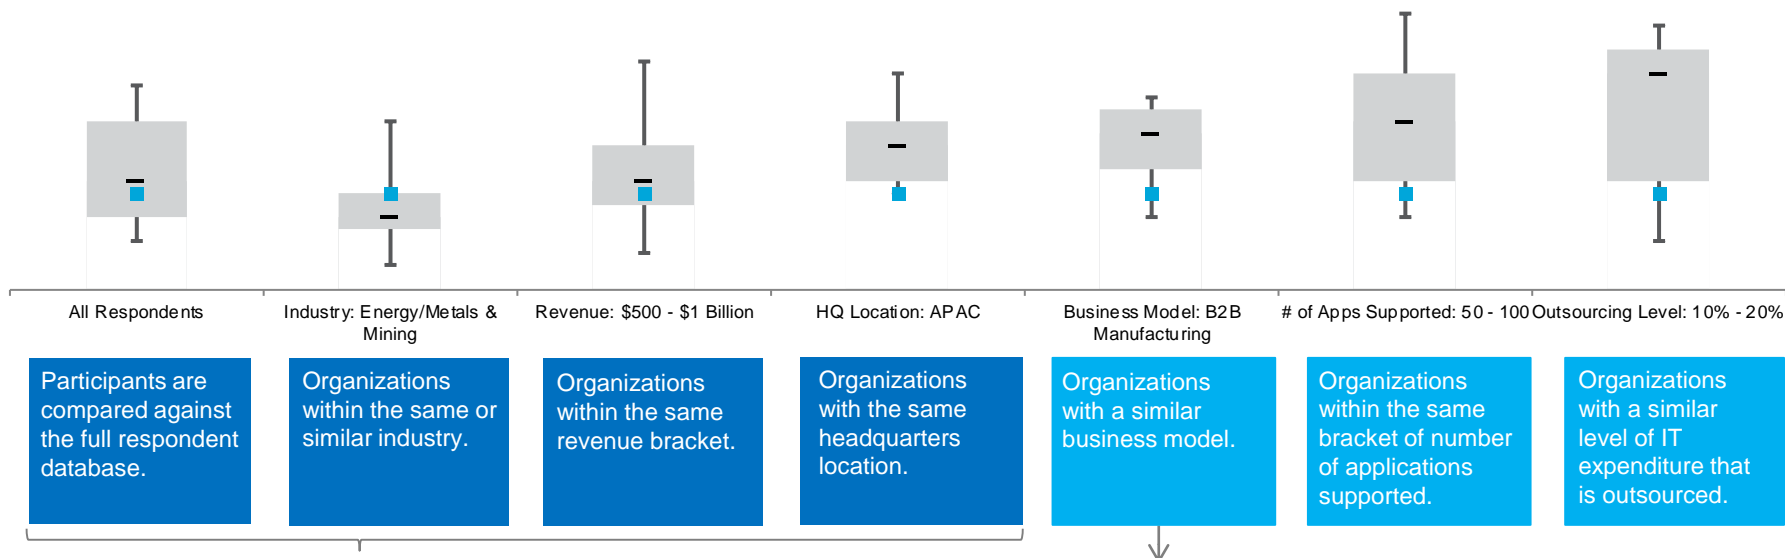 All Respondents
Industry: Energy/Metals &
Mining
Revenue: $500 - $1 Billion
HQ Location: APAC
Business Model: B2B
Manufacturing
# of Apps Supported: 50 - 100
Outsourcing Level: 10% - 20%
Participants are
compared against
the full respondent
database.
Organizations
within the same or
similar industry.
Organizations
within the same
revenue bracket.
Organizations
with the same
headquarters
location.
Organizations
with a similar
business model.
Organizations
within the same
bracket of number
of applications
supported.
Organizations
with a similar
level of IT
expenditure that
is outsourced.